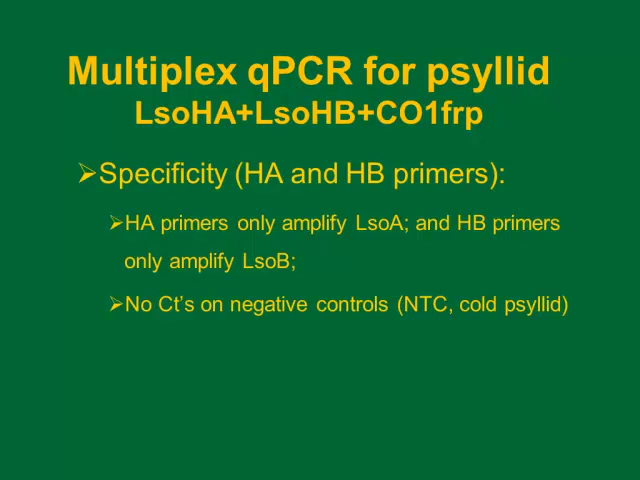 Multiplex qPCR for psyllid
LsoHA+LsoHB+CO1frp
➢Specificity (HA and HB primers):
➢HA primers only amplify LsoA; and HB primers
only amplify LsoB;
➢No Ct’s on negative controls (NTC, cold psyllid)